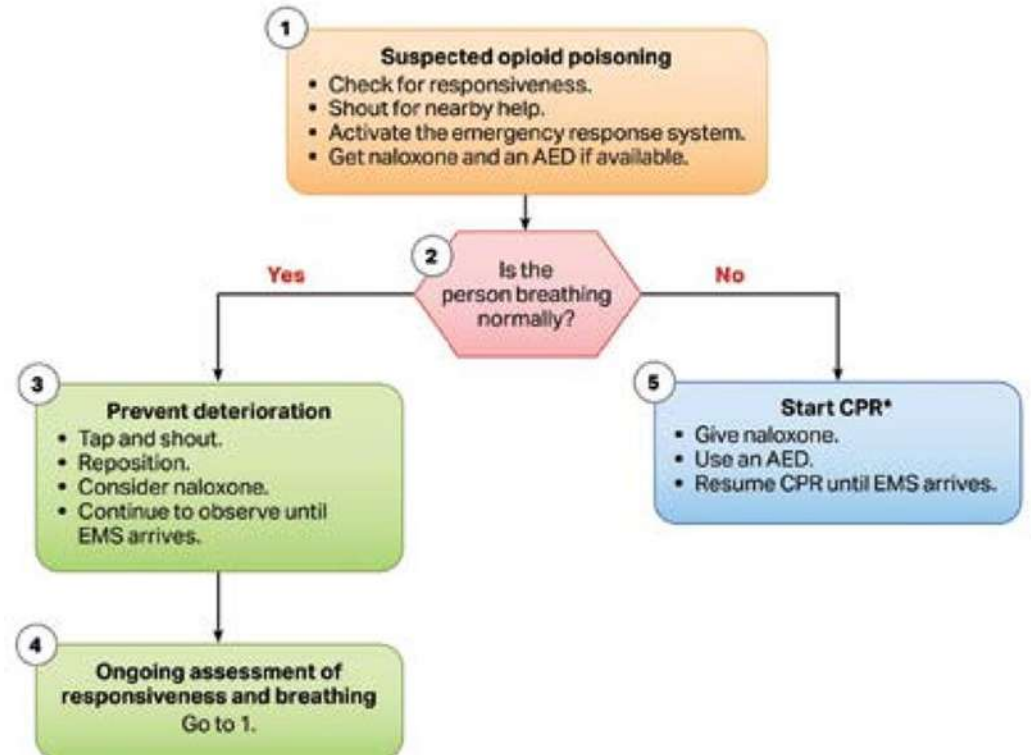 1
Suspected opioid poisoning
• Check for responsiveness.
• Shout for nearby help.
• Activate the emergency response system.
• Get naloxone and an AED if available.
2
Is the
person breathing
normally?
Yes
No
3
Prevent deterioration
• Tap and shout.
• Reposition.
• Consider naloxone.
• Continue to observe until
EMS arrives.
5
Start CPR*
• Give naloxone.
• Use an AED.
• Resume CPR until EMS arrives.
4
Ongoing assessment of
responsiveness and breathing
Go to 1.